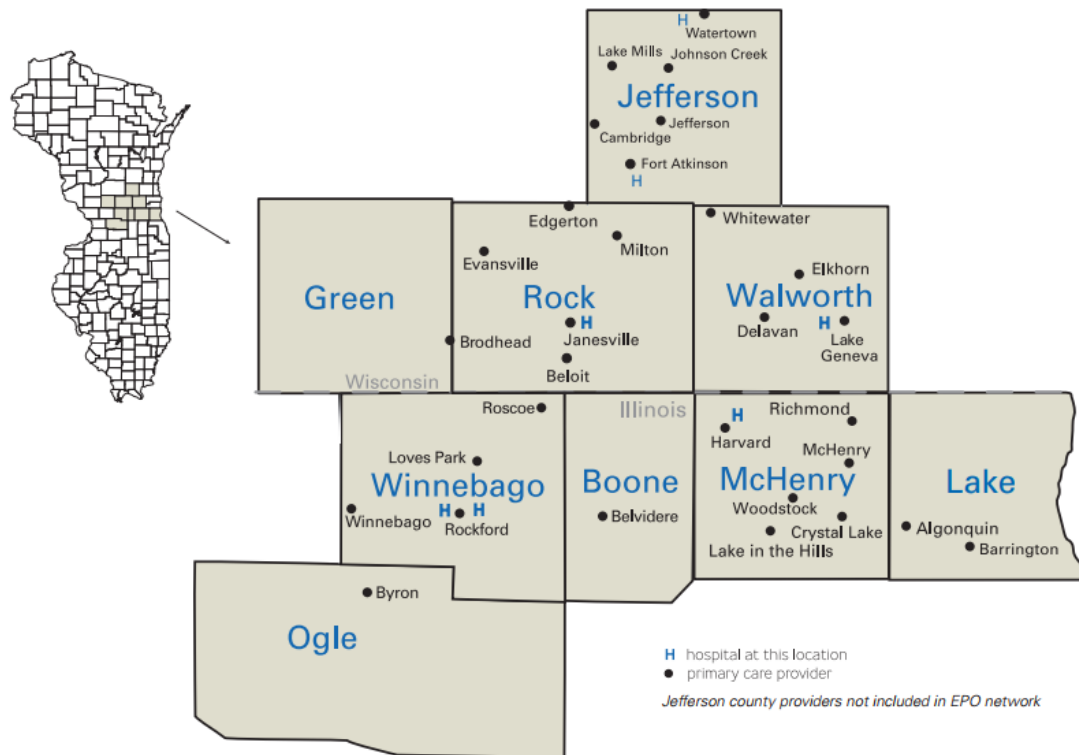 H
Watertown
Lake Mills
Johnson Creek
Jefferson
Jefferson
Cambridge
Fort Atkinson
H
Edgerton
Whitewater
Milton
Evansville
Elkhorn
Green
Rock
Walworth
H
Janesville
Delavan
H
Lake
Geneva
Brodhead
Beloit
Wisconsin
Roscoe
Illinois
H
Richmond
Harvard
Loves Park
McHenry
Winnebago
Boone
McHenry
Lake
Woodstock
H
H
Winnebago
Rockford
Belvidere
Crystal Lake
Algonquin
Lake in the Hills
Barrington
Byron
Ogle
H hospital at this location
primary care provider
Jefferson county providers not included in EPO network